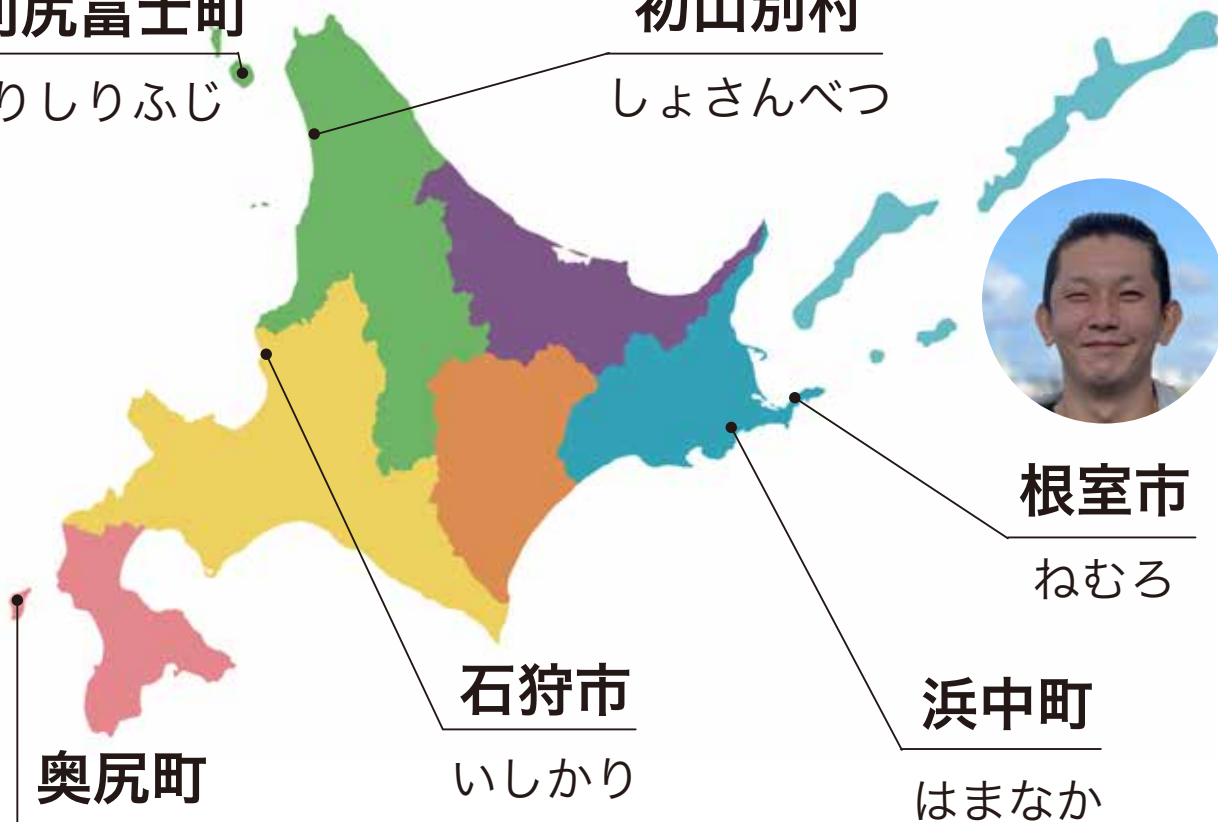 利尻富士町
りしりふじ
初山別村
しょさんべつ
根室市
ねむろ
石狩市
いしかり
浜中町
はまなか
奥尻町